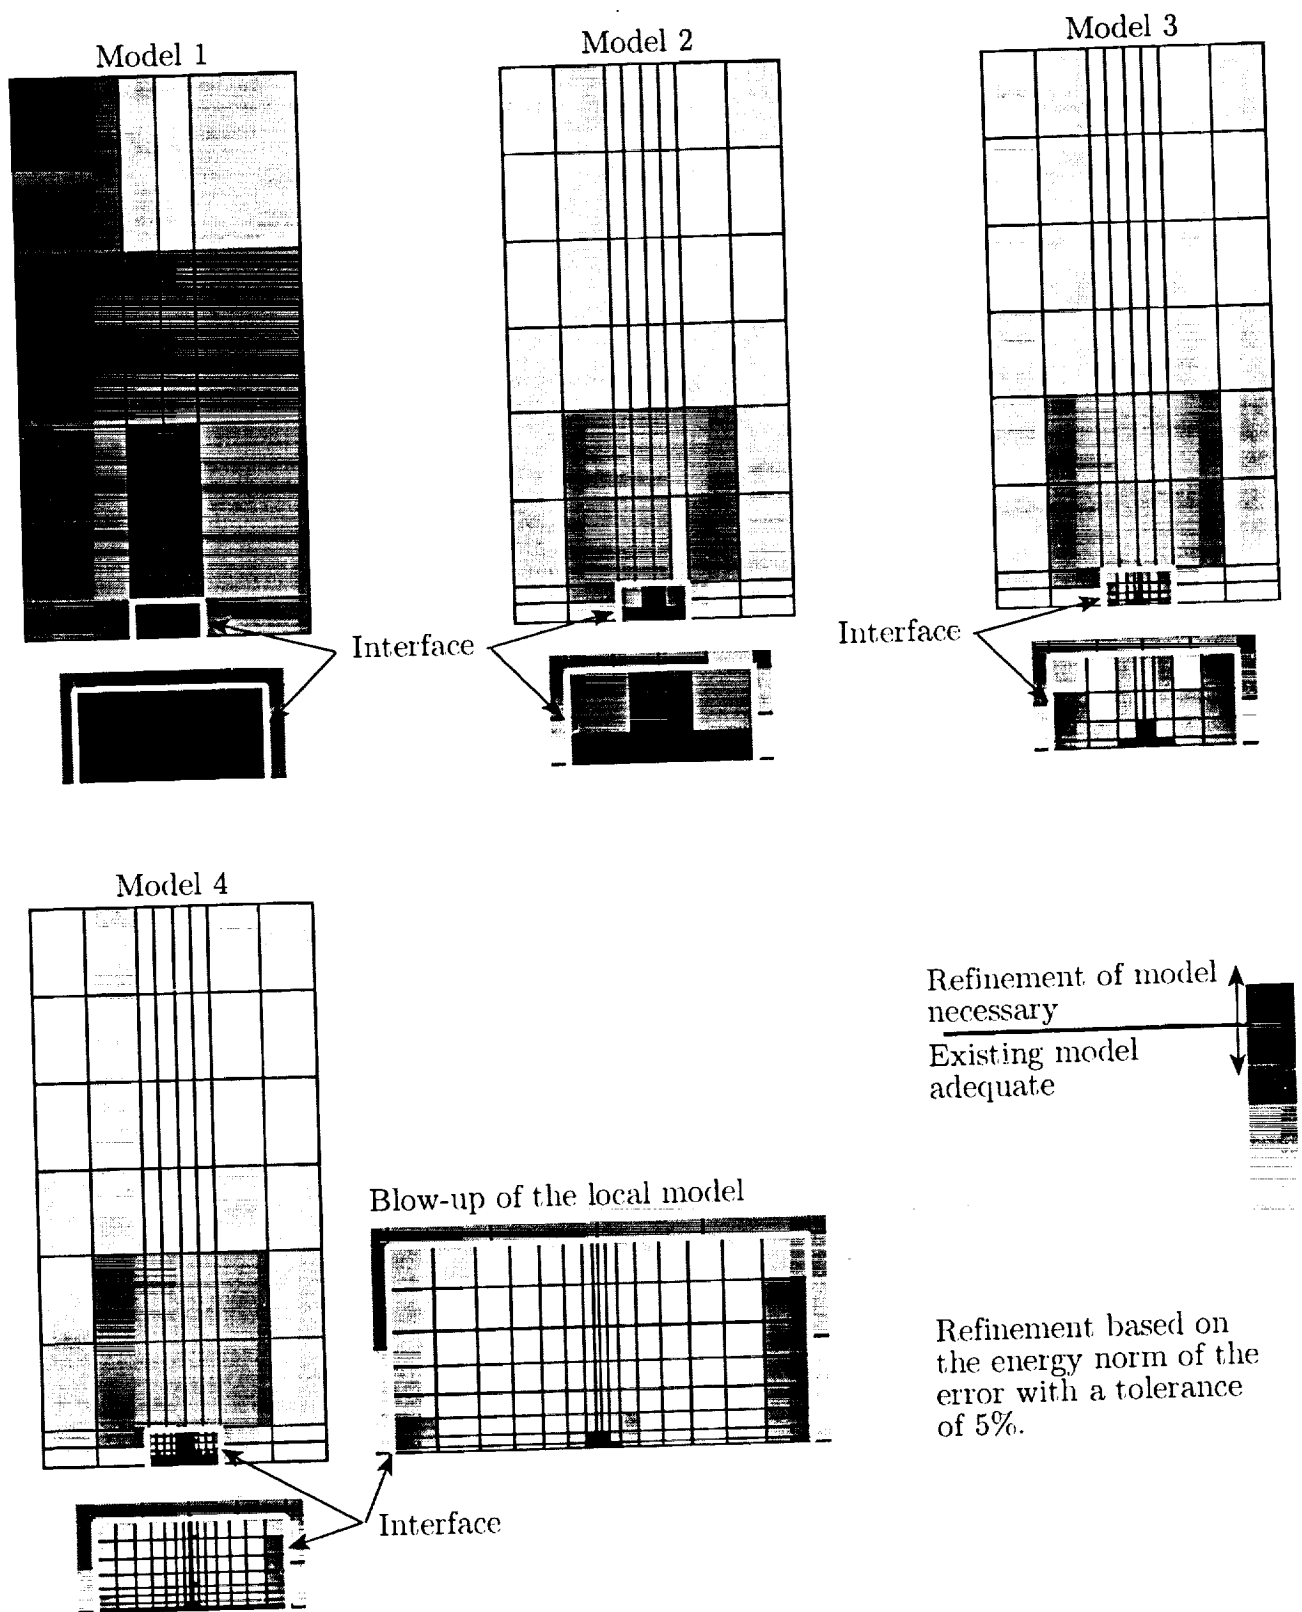 Model 1
Model 2
Model 3
Interface
Interface
Model 4
Refinement of model
necessary
Existing model
adequate
Blow-up of the local model
Refinement based on
the energy norm of the
error with a tolerance
of 5%.
Interface